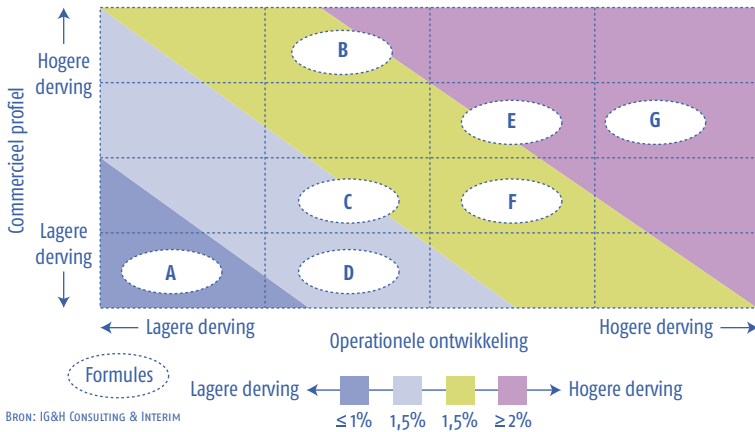 Commercieel profiel
Hogere
derving
Lagere
derving
B
E
G
C
F
A
D
Lagere derving
Operationele ontwikkeling
Hogere derving
Formules
Lagere derving
Hogere derving
≤ 1%
1,5%
1,5%
≥ 2%
Bron: IG&H Consulting & Interim